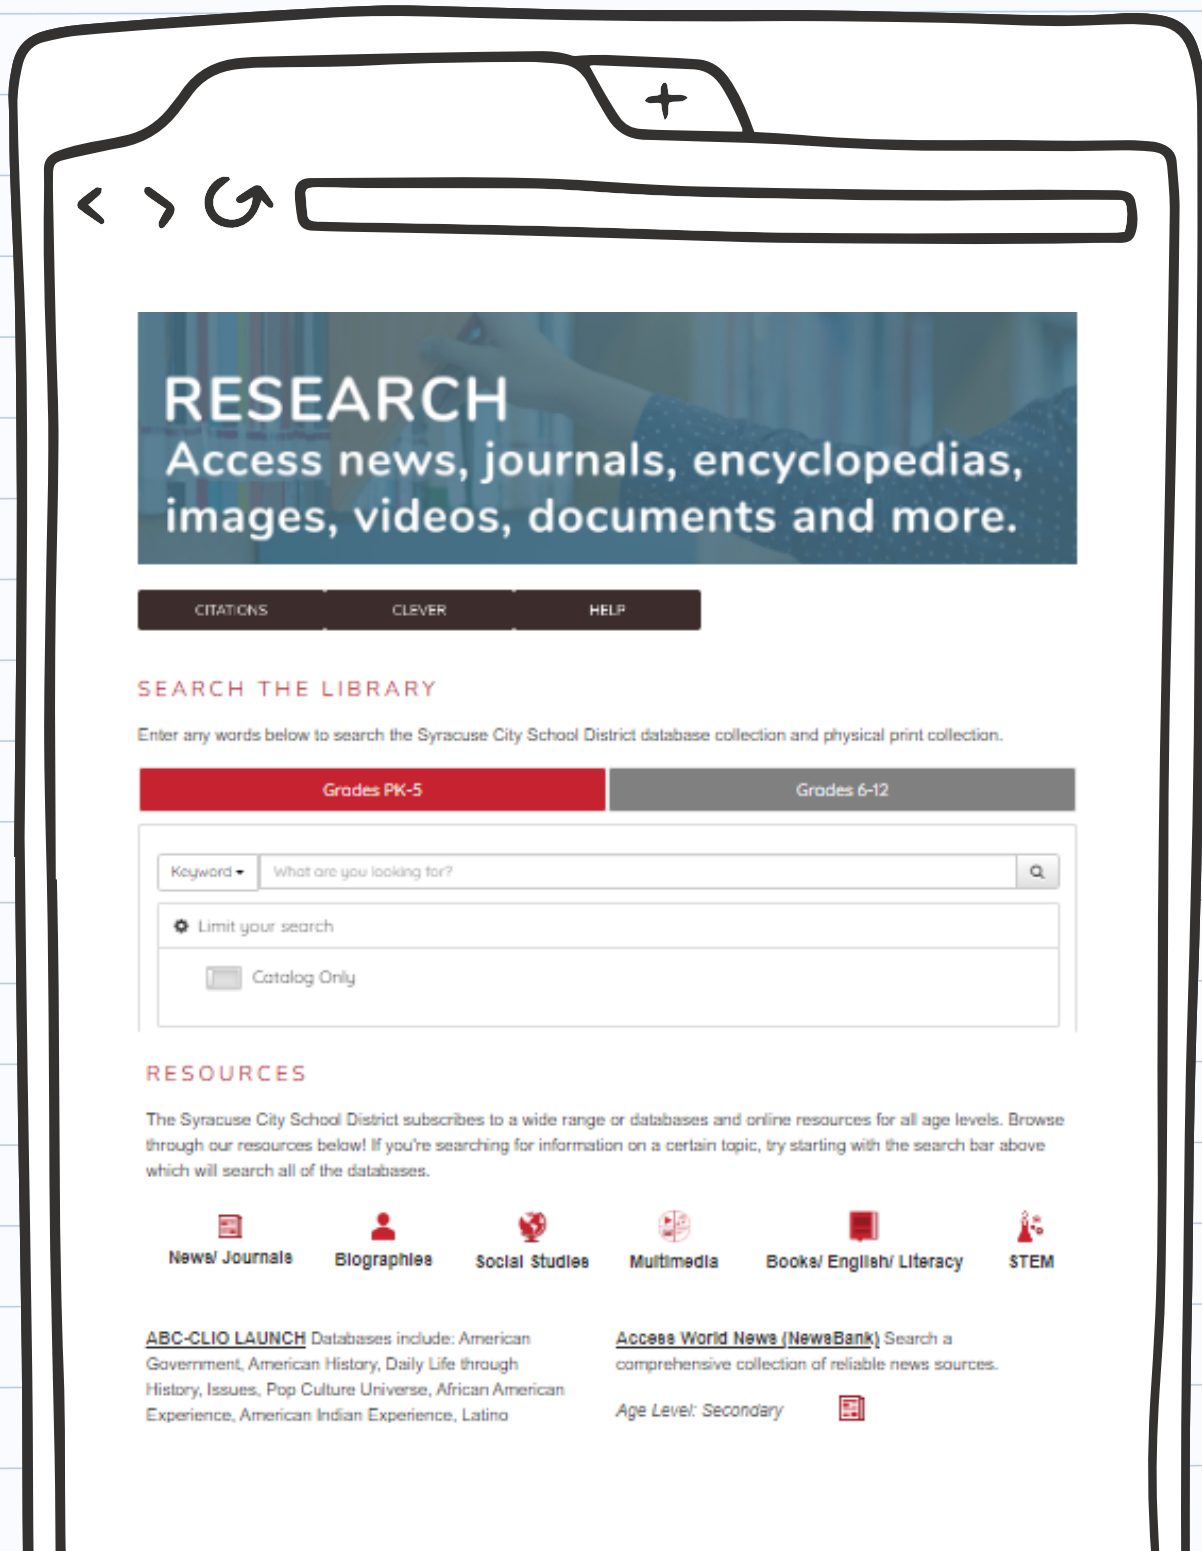 RESEARCH
Access news, journals, encyclopedias,
images, videos, documents and more.
CITATIONS CLEVER HELP
SEARCH THE LIBRARY
Enter any words below to search the Syracuse City School District database collection and physical print collection.
Grades PK-5 Grades 6-12
Keyword What are you looking for?
Limit your search
Catalog Only
RESOURCES
The Syracuse City School District subscribes to a wide range or databases and online resources for all age levels. Browse
through our resources below! If you're searching for information on a certain topic, try starting with the search bar above
which will search all of the databases.
News/ Journals Biographies Social Studies Multimedia Books/ English/ Literacy STEM
ABC-CLIO LAUNCH Databases include: American
Government, American History, Daily Life through
History, Issues, Pop Culture Universe, African American
Experience, American Indian Experience, Latino
Access World News (NewsBank) Search a
comprehensive collection of reliable news sources.
Age Level: Secondary